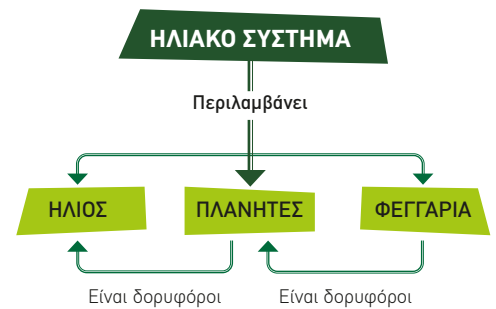 ΗΛΙΑΚΟ ΣΥΣΤΗΜΑ
Περιλαμβάνει
ΗΛΙΟΣ
ΠΛΑΝΗΤΕΣ
ΦΕΓΓΑΡΙΑ
Είναι δορυφόροι
Είναι δορυφόροι